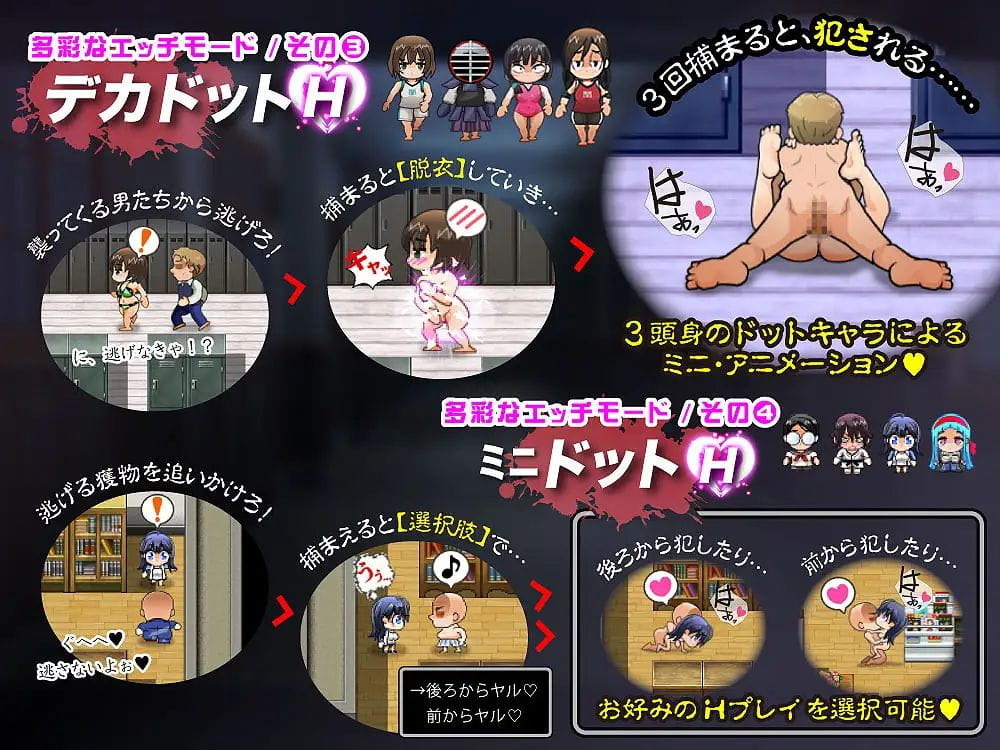 多彩なエッチモード / その❸
デカドットH
襲ってくる男たちから逃げろ!
に、逃げなきゃ!?
捕まると【脱衣】していき…
キャッ
3回捕まると、犯される……
はぁっ
はぁっ
3頭身のドットキャラによる
ミニ・アニメーション♥
多彩なエッチモード / その❹
ミニドットH
逃げる獲物を追いかけろ!
ぐへへ♥
逃さないよぉ♥
捕まえると【選択肢】で…
うぅ…
→後ろからヤル♡
前からヤル♡
後ろから犯したり…
はぁっ
前から犯したり…
はぁっ
お好みのHプレイを選択可能♥